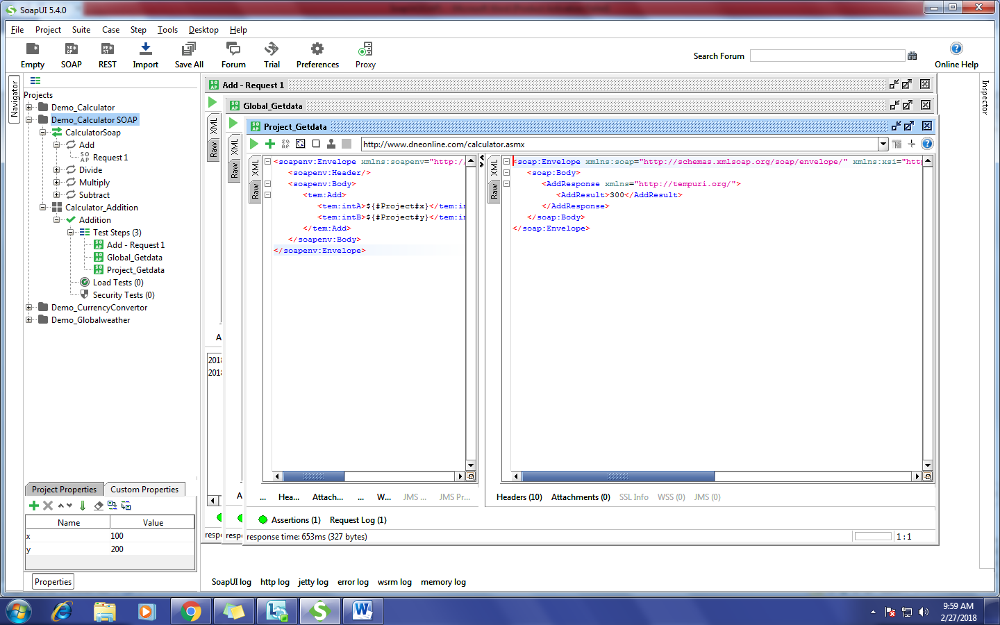 SoapUI 5.4.0
File Project Suite Case Step Tools Desktop Help
Empty SOAP REST Import Save All Forum Trial Preferences Proxy
Search Forum
Online Help
Navigator
Projects
Demo_Calculator
Demo_Calculator SOAP
CalculatorSoap
Add
Request 1
Divide
Multiply
Subtract
Calculator_Addition
Addition
Test Steps (3)
Add - Request 1
Global_Getdata
Project_Getdata
Load Tests (0)
Security Tests (0)
Demo_CurrencyConvertor
Demo_Globalweather
Project Properties Custom Properties
Name Value
x 100
y 200
Properties
Add - Request 1
XML
Raw
A
2018
2018
respo
Global_Getdata
XML
Raw
A
respo
Project_Getdata
http://www.dneonline.com/calculator.asmx
XML
Raw
<soapenv:Envelope xmlns:soapenv="http://
<soapenv:Header/>
<soapenv:Body>
<tem:Add>
<tem:intA>${#Project#x}</tem:in
<tem:intB>${#Project#y}</tem:in
</tem:Add>
</soapenv:Body>
</soapenv:Envelope>
XML
Raw
<soap:Envelope xmlns:soap="http://schemas.xmlsoap.org/soap/envelope/" xmlns:xsi="http
<soap:Body>
<AddResponse xmlns="http://tempuri.org/">
<AddResult>300</AddResult>
</AddResponse>
</soap:Body>
</soap:Envelope>
... Hea... Attach... ... W... JMS ... JMS Pr...
Headers (10) Attachments (0) SSL Info WSS (0) JMS (0)
Assertions (1) Request Log (1)
response time: 653ms (327 bytes)
1 : 1
Inspector
SoapUI log http log jetty log error log wsrm log memory log
9:59 AM
2/27/2018